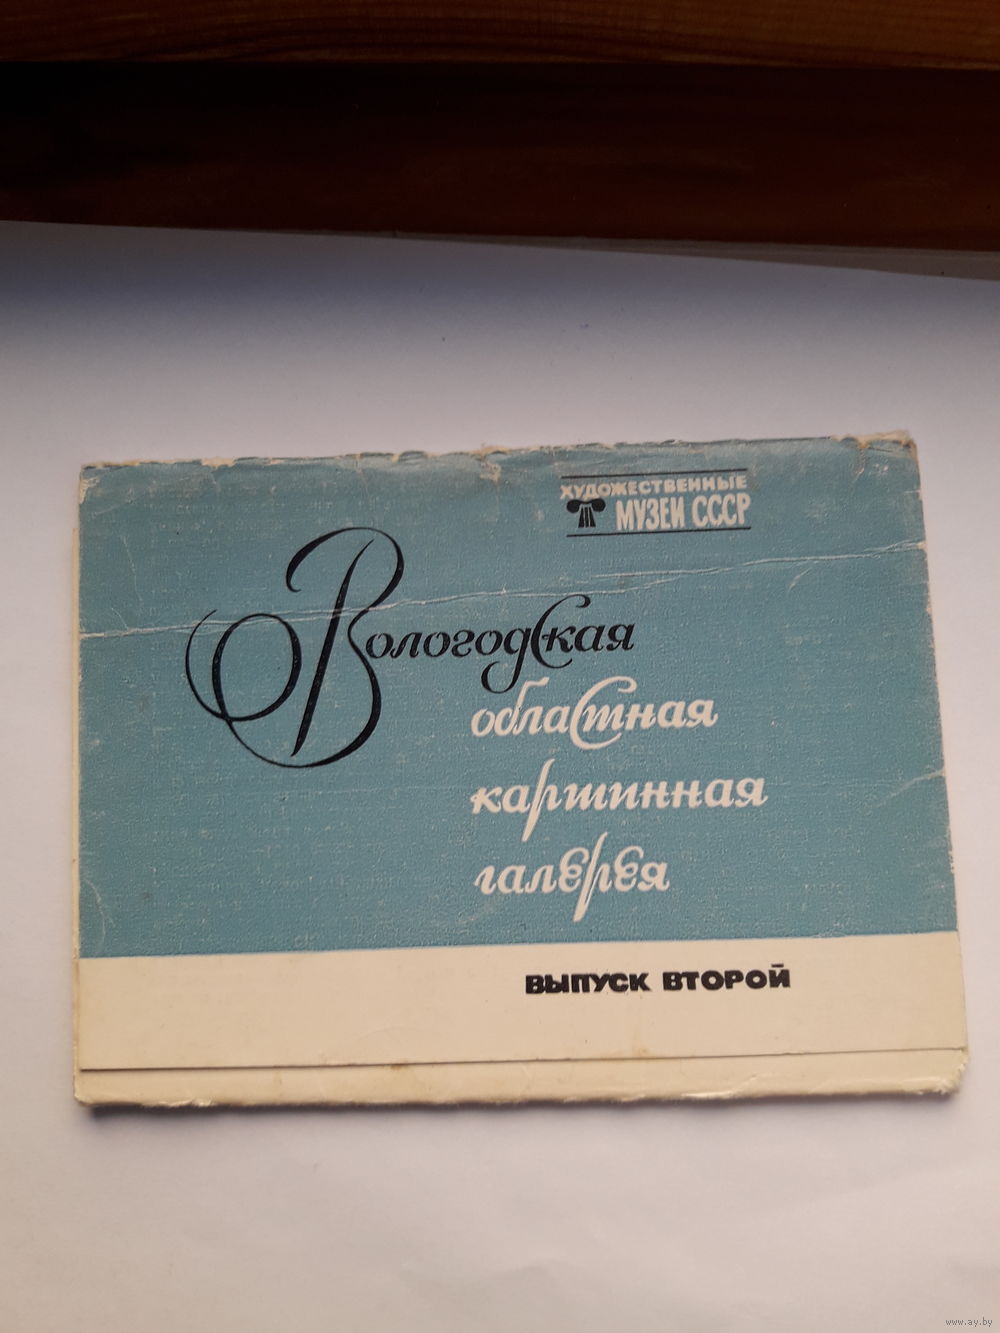 ХУДОЖЕСТВЕННЫЕ
МУЗЕИ СССР
Вологодская
областная
картинная
галерея
ВЫПУСК ВТОРОЙ
www.ay.by